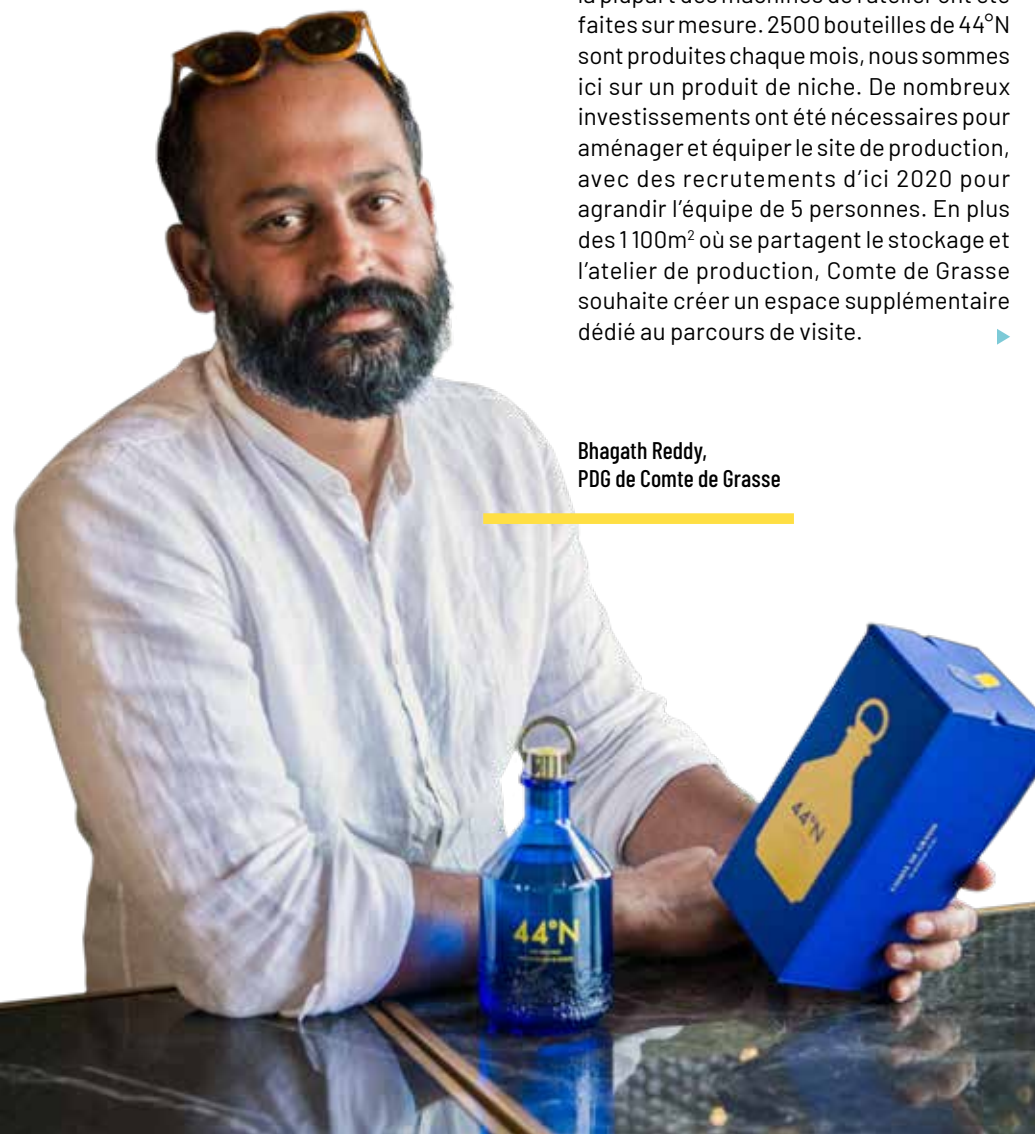 la plupart des machines de l'atelier ont été
faites sur mesure. 2500 bouteilles de 44°N
sont produites chaque mois, nous sommes
ici sur un produit de niche. De nombreux
investissements ont été nécessaires pour
aménager et équiper le site de production,
avec des recrutements d'ici 2020 pour
agrandir l'équipe de 5 personnes. En plus
des 1 100m² où se partagent le stockage et
l'atelier de production, Comte de Grasse
souhaite créer un espace supplémentaire
dédié au parcours de visite.
Bhagath Reddy,
PDG de Comte de Grasse
44°N
COMTE DE GRASSE
44°N